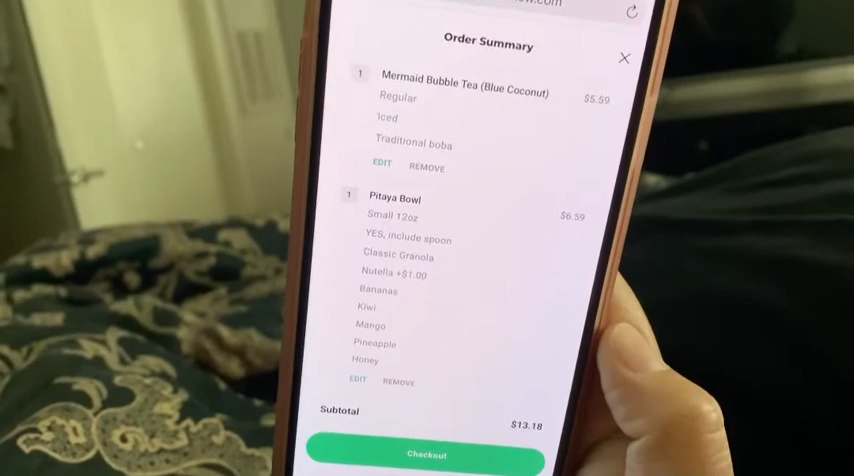 Order Summary
1 Mermaid Bubble Tea (Blue Coconut) $5.59
Regular
Iced
Traditional boba
EDIT REMOVE
1 Pitaya Bowl $6.59
Small 12oz
YES, include spoon
Classic Granola
Nutella +$1.00
Bananas
Kiwi
Mango
Pineapple
Honey
EDIT REMOVE
Subtotal $13.18
Checkout